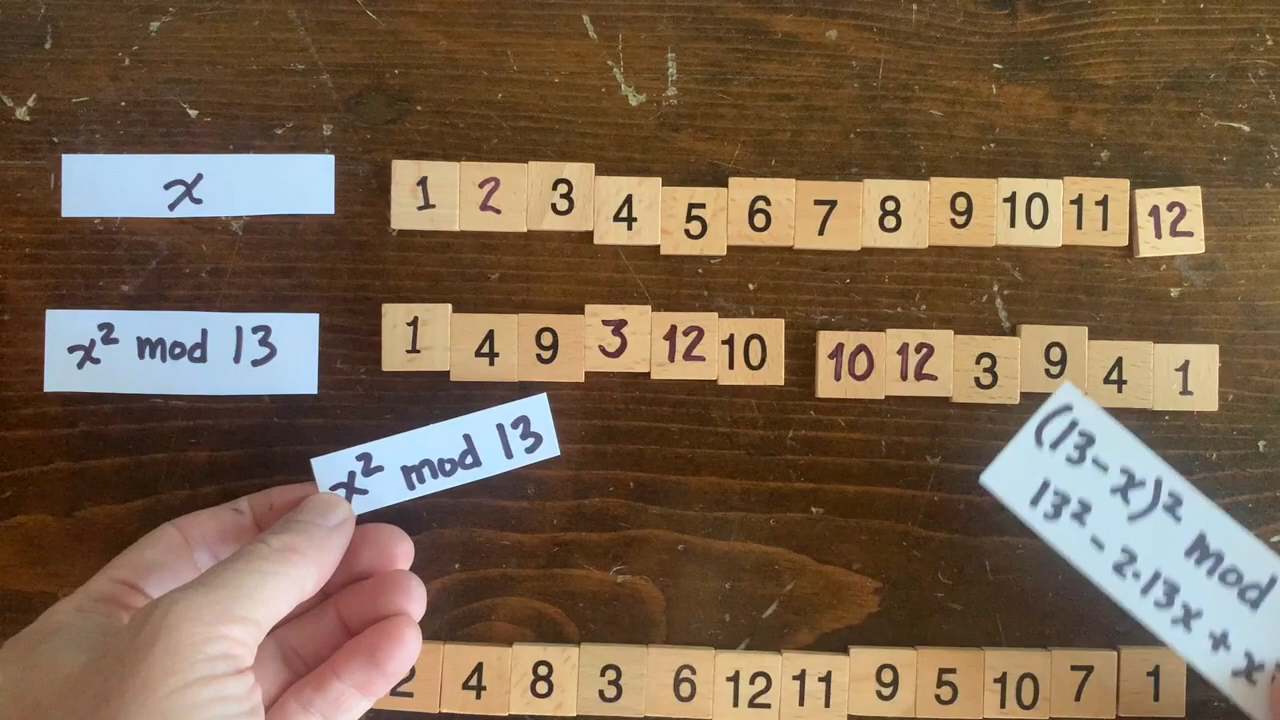 x
1 2 3 4 5 6 7 8 9 10 11 12
x² mod 13
1 4 9 3 12 10 10 12 3 9 4 1
x² mod 13
(13-x)² mod
13² - 2·13x + x
2 4 8 3 6 12 11 9 5 10 7 1